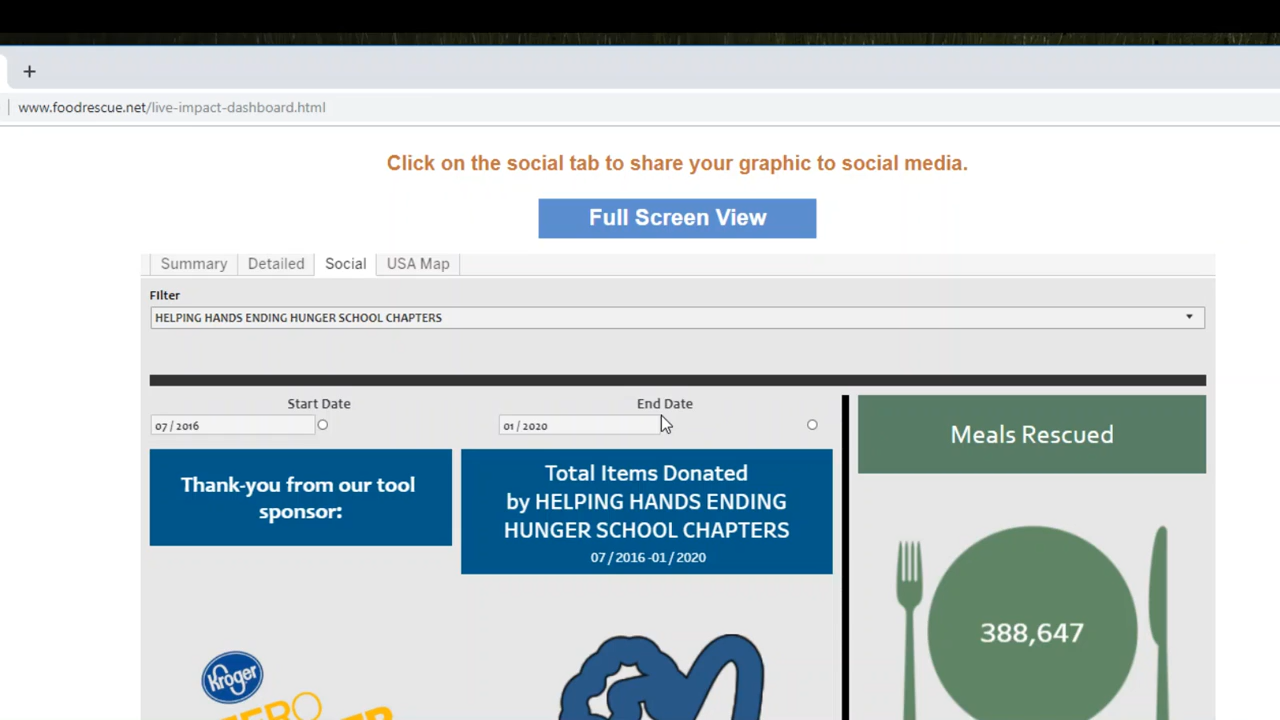 +
www.foodrescue.net/live-impact-dashboard.html
Click on the social tab to share your graphic to social media.
Full Screen View
Summary Detailed Social USA Map
FIlter
HELPING HANDS ENDING HUNGER SCHOOL CHAPTERS
Start Date
07 / 2016
End Date
01 / 2020
Thank-you from our tool
sponsor:
Total Items Donated
by HELPING HANDS ENDING
HUNGER SCHOOL CHAPTERS
07 / 2016 -01 / 2020
Meals Rescued
388,647
Kroger